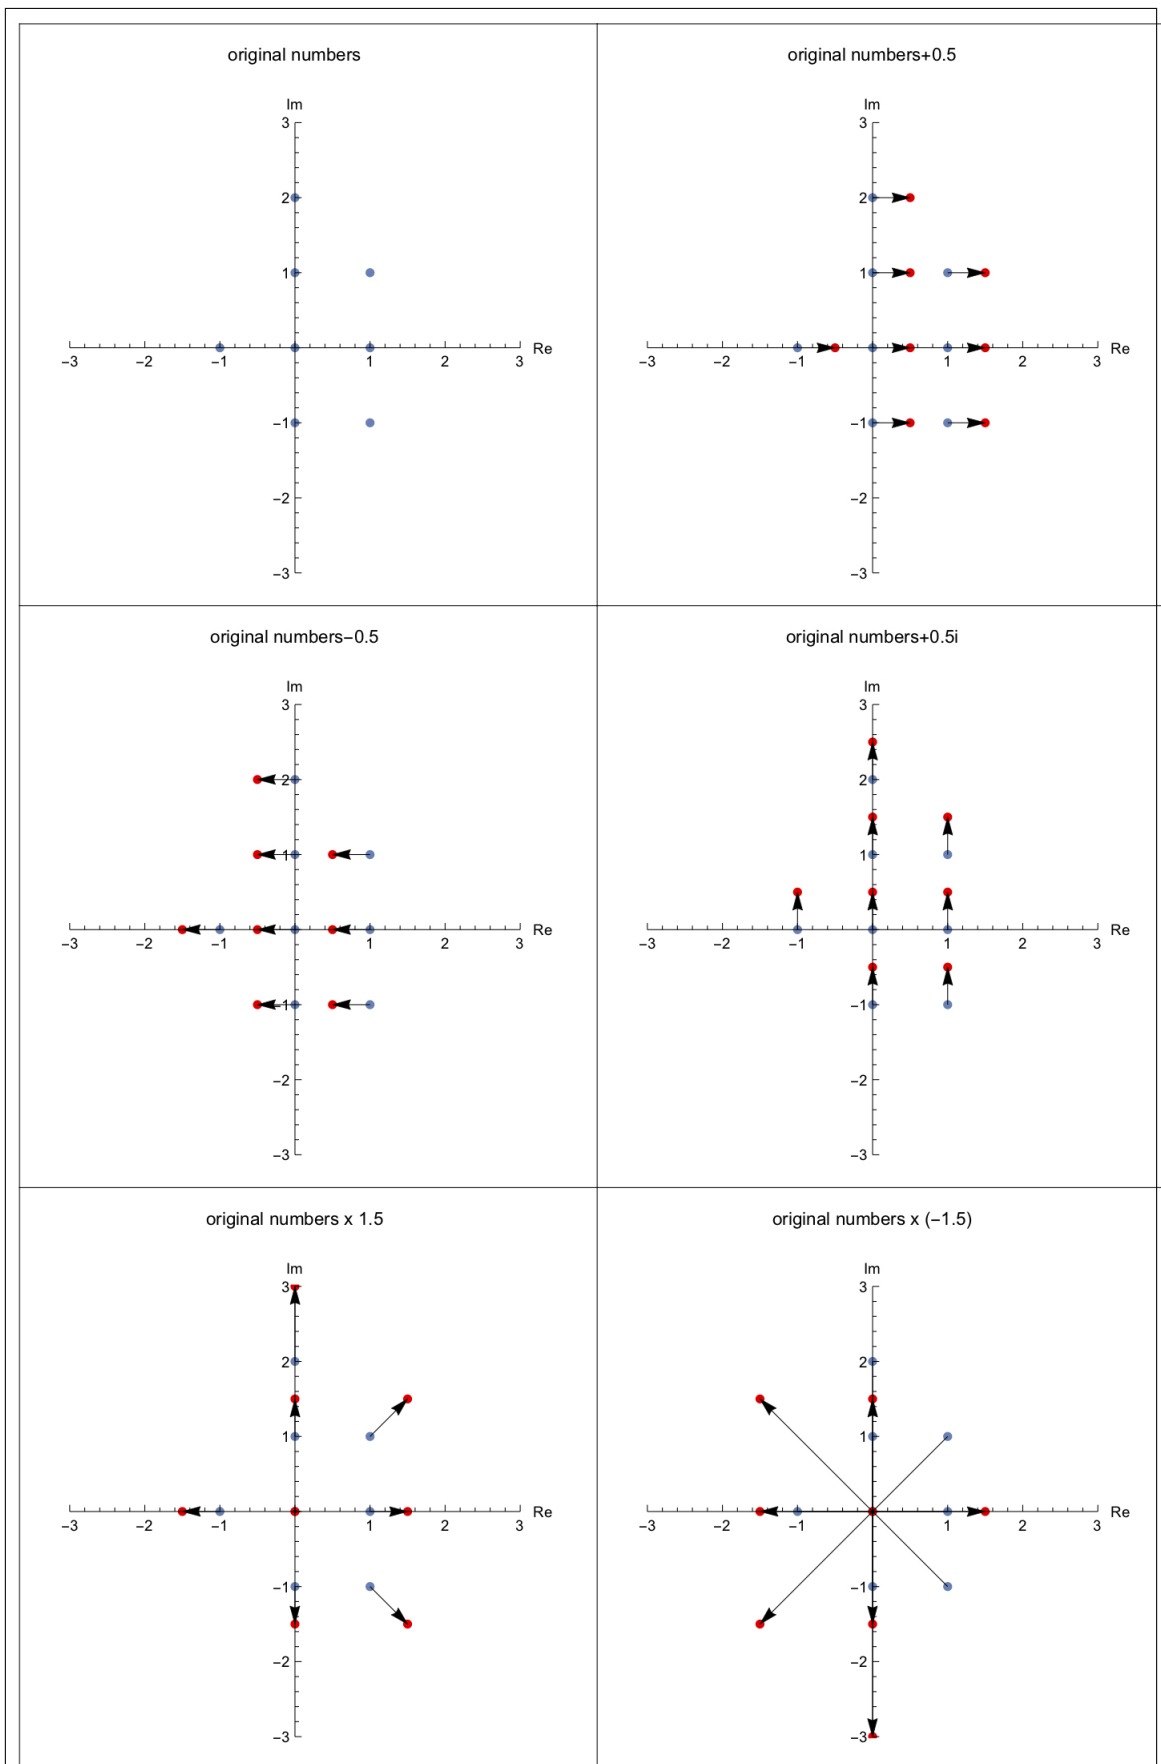 original numbers
Im
3
2
1
−3 −2 −1 1 2 3 Re
−1
−2
−3
original numbers+0.5
Im
3
2
1
−3 −2 −1 1 2 3 Re
−1
−2
−3
original numbers−0.5
Im
3
2
1
−3 −2 −1 1 2 3 Re
−1
−2
−3
original numbers+0.5i
Im
3
2
1
−3 −2 −1 1 2 3 Re
−1
−2
−3
original numbers x 1.5
Im
3
2
1
−3 −2 −1 1 2 3 Re
−1
−2
−3
original numbers x (−1.5)
Im
3
2
1
−3 −2 −1 1 2 3 Re
−1
−2
−3